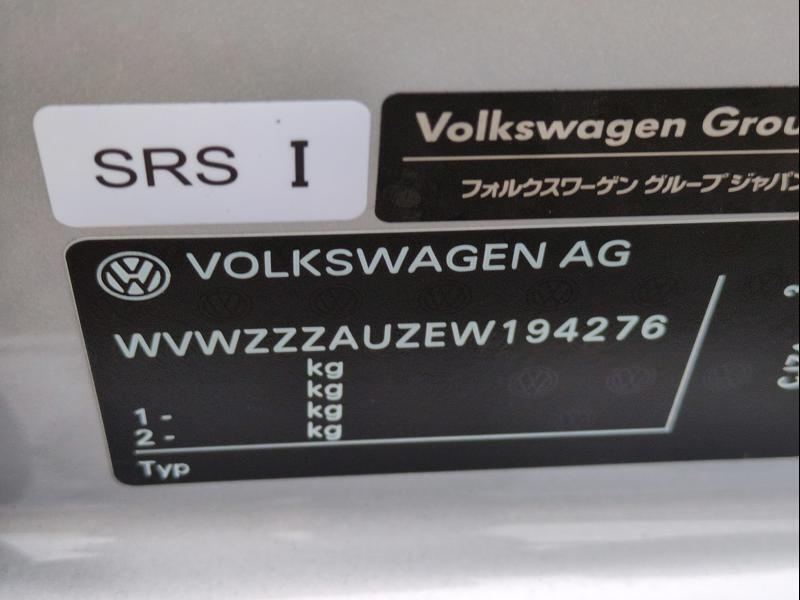 SRS I
Volkswagen Grou
フォルクスワーゲン グループ ジャパン
VOLKSWAGEN AG
WVWZZZAUZEW194276
kg
kg
1 - kg
2 - kg
Typ